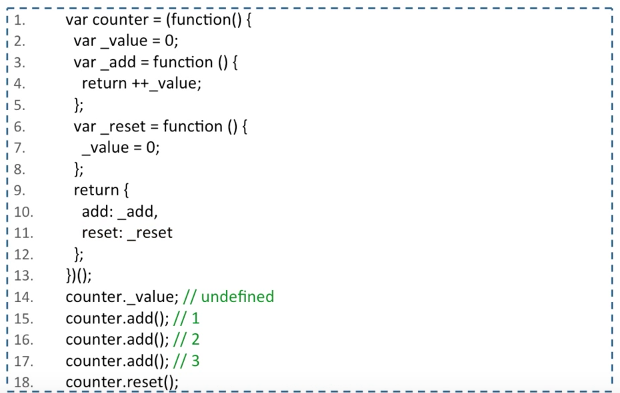 1. var counter = (function() {
2. var _value = 0;
3. var _add = function () {
4. return ++_value;
5. };
6. var _reset = function () {
7. _value = 0;
8. };
9. return {
10. add: _add,
11. reset: _reset
12. };
13. })();
14. counter._value; // undefined
15. counter.add(); // 1
16. counter.add(); // 2
17. counter.add(); // 3
18. counter.reset();